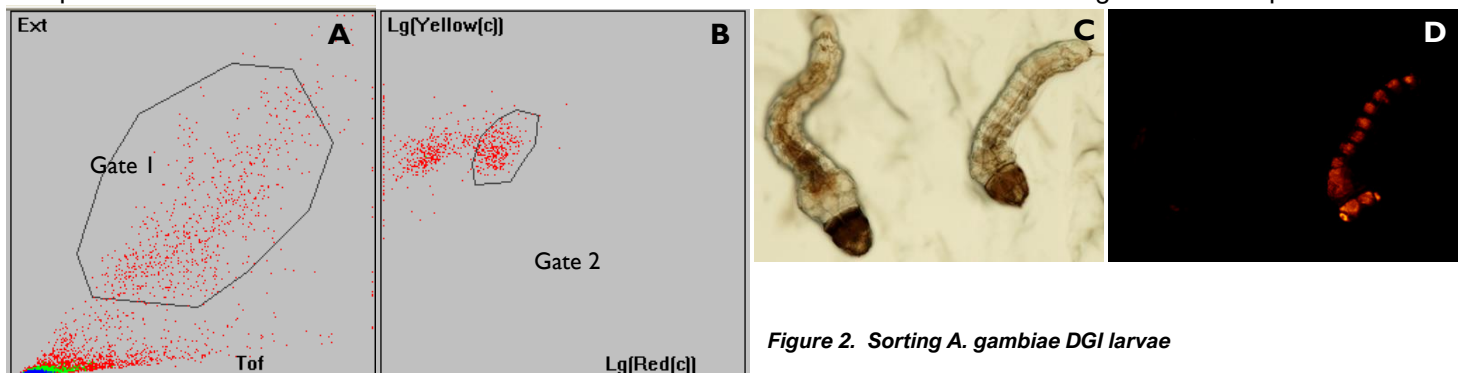 Ext
A
Lg(Yellow(c))
B
C
D
Gate 1
Gate 2
Tof
Lg(Red(c))
Figure 2. Sorting A. gambiae DGI larvae